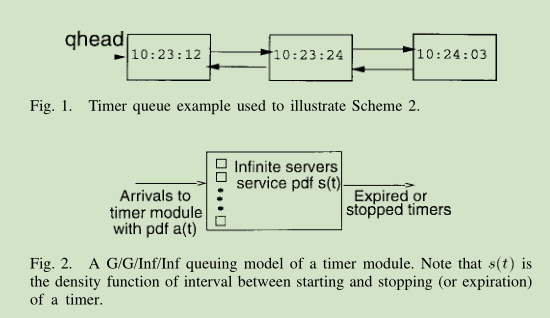 qhead
10:23:12 10:23:24 10:24:03
Fig. 1. Timer queue example used to illustrate Scheme 2.
Infinite servers
service pdf s(t)
Arrivals to
timer module
with pdf a(t)
Expired or
stopped timers
Fig. 2. A G/G/Inf/Inf queuing model of a timer module. Note that s(t) is
the density function of interval between starting and stopping (or expiration)
of a timer.